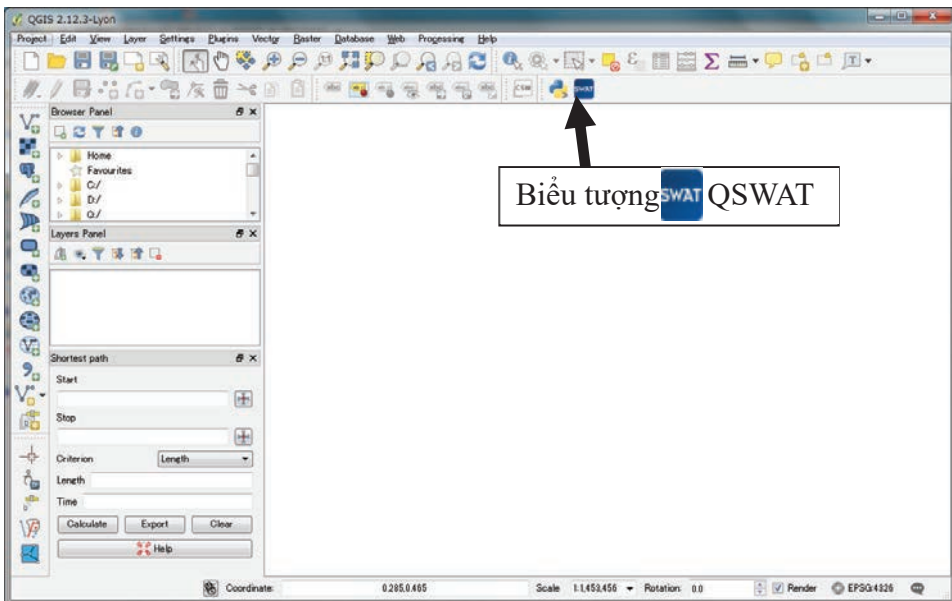 QGIS 2.12.3-Lyon
Project Edit View Layer Settings Plugins Vector Raster Database Web Processing Help
CSW SWAT
Browser Panel
Home
Favourites
C:/
D:/
Q:/
Biểu tượng SWAT QSWAT
Layers Panel
Shortest path
Start
Stop
Criterion Length
Length
Time
Calculate Export Clear
Help
Coordinate: 0.285,0.465 Scale 1:1,453,456 Rotation: 0.0 Render EPSG:4326